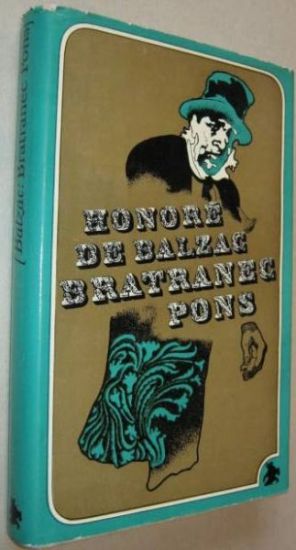 (Balzac: Bratranec Pons)
HONORÉ
DE BALZAC
BRATRANEC
PONS